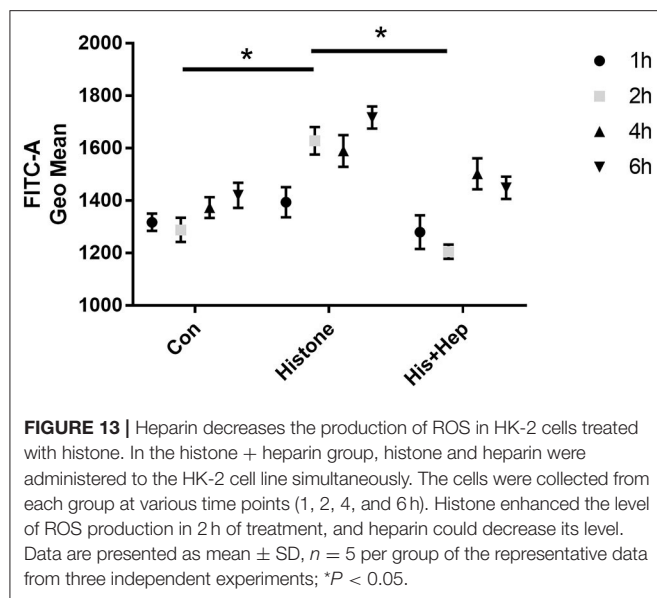 2000
1800
1600
1400
1200
1000
FITC-A
Geo Mean
*
*
1h
2h
4h
6h
Con
Histone
His+Hep
FIGURE 13 | Heparin decreases the production of ROS in HK-2 cells treated
with histone. In the histone + heparin group, histone and heparin were
administered to the HK-2 cell line simultaneously. The cells were collected from
each group at various time points (1, 2, 4, and 6 h). Histone enhanced the level
of ROS production in 2 h of treatment, and heparin could decrease its level.
Data are presented as mean ± SD, n = 5 per group of the representative data
from three independent experiments; *P < 0.05.